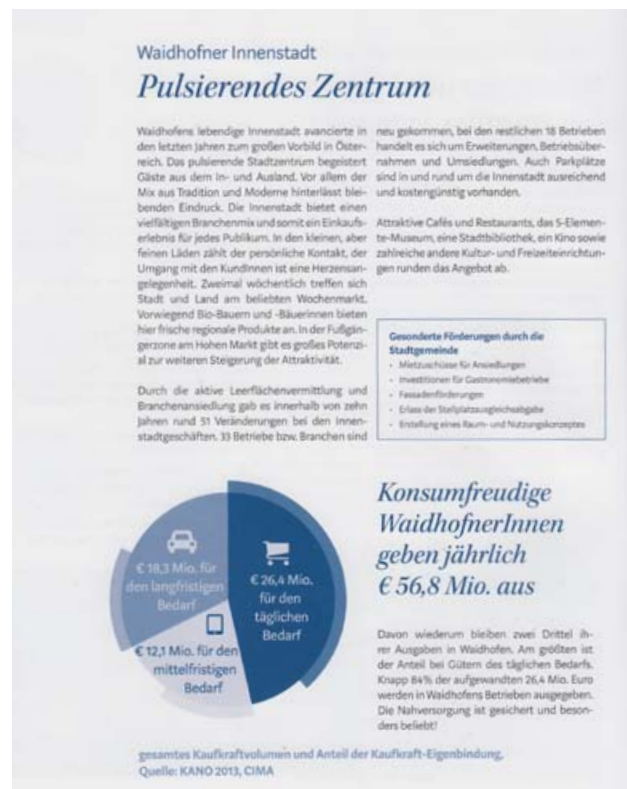 Waidhofner Innenstadt
Pulsierendes Zentrum
Waidhofens lebendige Innenstadt avancierte in
den letzten Jahren zum großen Vorbild in Öster-
reich. Das pulsierende Stadtzentrum begeistert
Gäste aus dem In- und Ausland. Vor allem der
Mix aus Tradition und Moderne hinterlässt blei-
benden Eindruck. Die Innenstadt bietet einen
vielfältigen Branchenmix und somit ein Einkaufs-
erlebnis für jedes Publikum. In den kleinen, aber
feinen Läden zählt der persönliche Kontakt, der
Umgang mit den KundInnen ist eine Herzensan-
gelegenheit. Zweimal wöchentlich treffen sich
Stadt und Land am beliebten Wochenmarkt.
Vorwiegend Bio-Bauern und -Bäuerinnen bieten
hier frische regionale Produkte an. In der Fußgän-
gerzone am Hohen Markt gibt es großes Potenzi-
al zur weiteren Steigerung der Attraktivität.
Durch die aktive Leerflächenvermittlung und
Branchenansiedlung gab es innerhalb von zehn
Jahren rund 51 Veränderungen bei den Innen-
stadtgeschäften. 33 Betriebe bzw. Branchen sind
neu gekommen, bei den restlichen 18 Betrieben
handelt es sich um Erweiterungen, Betriebsüber-
nahmen und Umsiedlungen. Auch Parkplätze
sind in und rund um die Innenstadt ausreichend
und kostengünstig vorhanden.
Attraktive Cafés und Restaurants, das 5-Elemen-
te-Museum, eine Stadtbibliothek, ein Kino sowie
zahlreiche andere Kultur- und Freizeiteinrichtun-
gen runden das Angebot ab.
Gesonderte Förderungen durch die
Stadtgemeinde
• Mietzuschüsse für Ansiedlungen
• Investitionen für Gastronomiebetriebe
• Fassadenförderungen
• Erlass der Stellplatzausgleichsabgabe
• Erstellung eines Raum- und Nutzungskonzeptes
€ 18,3 Mio. für
den langfristigen
Bedarf
€ 26,4 Mio.
für den
täglichen
Bedarf
€ 12,1 Mio. für den
mittelfristigen
Bedarf
Konsumfreudige
WaidhofnerInnen
geben jährlich
€ 56,8 Mio. aus
Davon wiederum bleiben zwei Drittel ih-
rer Ausgaben in Waidhofen. Am größten ist
der Anteil bei Gütern des täglichen Bedarfs.
Knapp 84% der aufgewandten 26,4 Mio. Euro
werden in Waidhofens Betrieben ausgegeben.
Die Nahversorgung ist gesichert und beson-
ders beliebt!
gesamtes Kaufkraftvolumen und Anteil der Kaufkraft-Eigenbindung,
Quelle: KANO 2013, CIMA